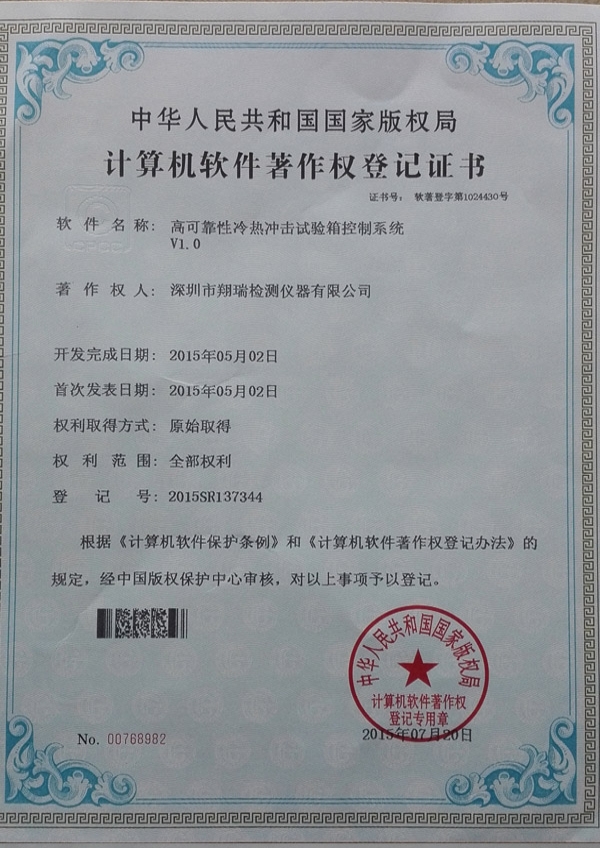 中华人民共和国国家版权局
计算机软件著作权登记证书
证书号： 软著登字第1024430号
软件名称： 高可靠性冷热冲击试验箱控制系统
V1.0
著作权人： 深圳市翔瑞检测仪器有限公司
开发完成日期： 2015年05月02日
首次发表日期： 2015年05月02日
权利取得方式： 原始取得
权利范围： 全部权利
登记号： 2015SR137344
根据《计算机软件保护条例》和《计算机软件著作权登记办法》的
规定，经中国版权保护中心审核，对以上事项予以登记。
中华人民共和国国家版权局
计算机软件著作权
登记专用章
2015年07月20日
No. 00768982